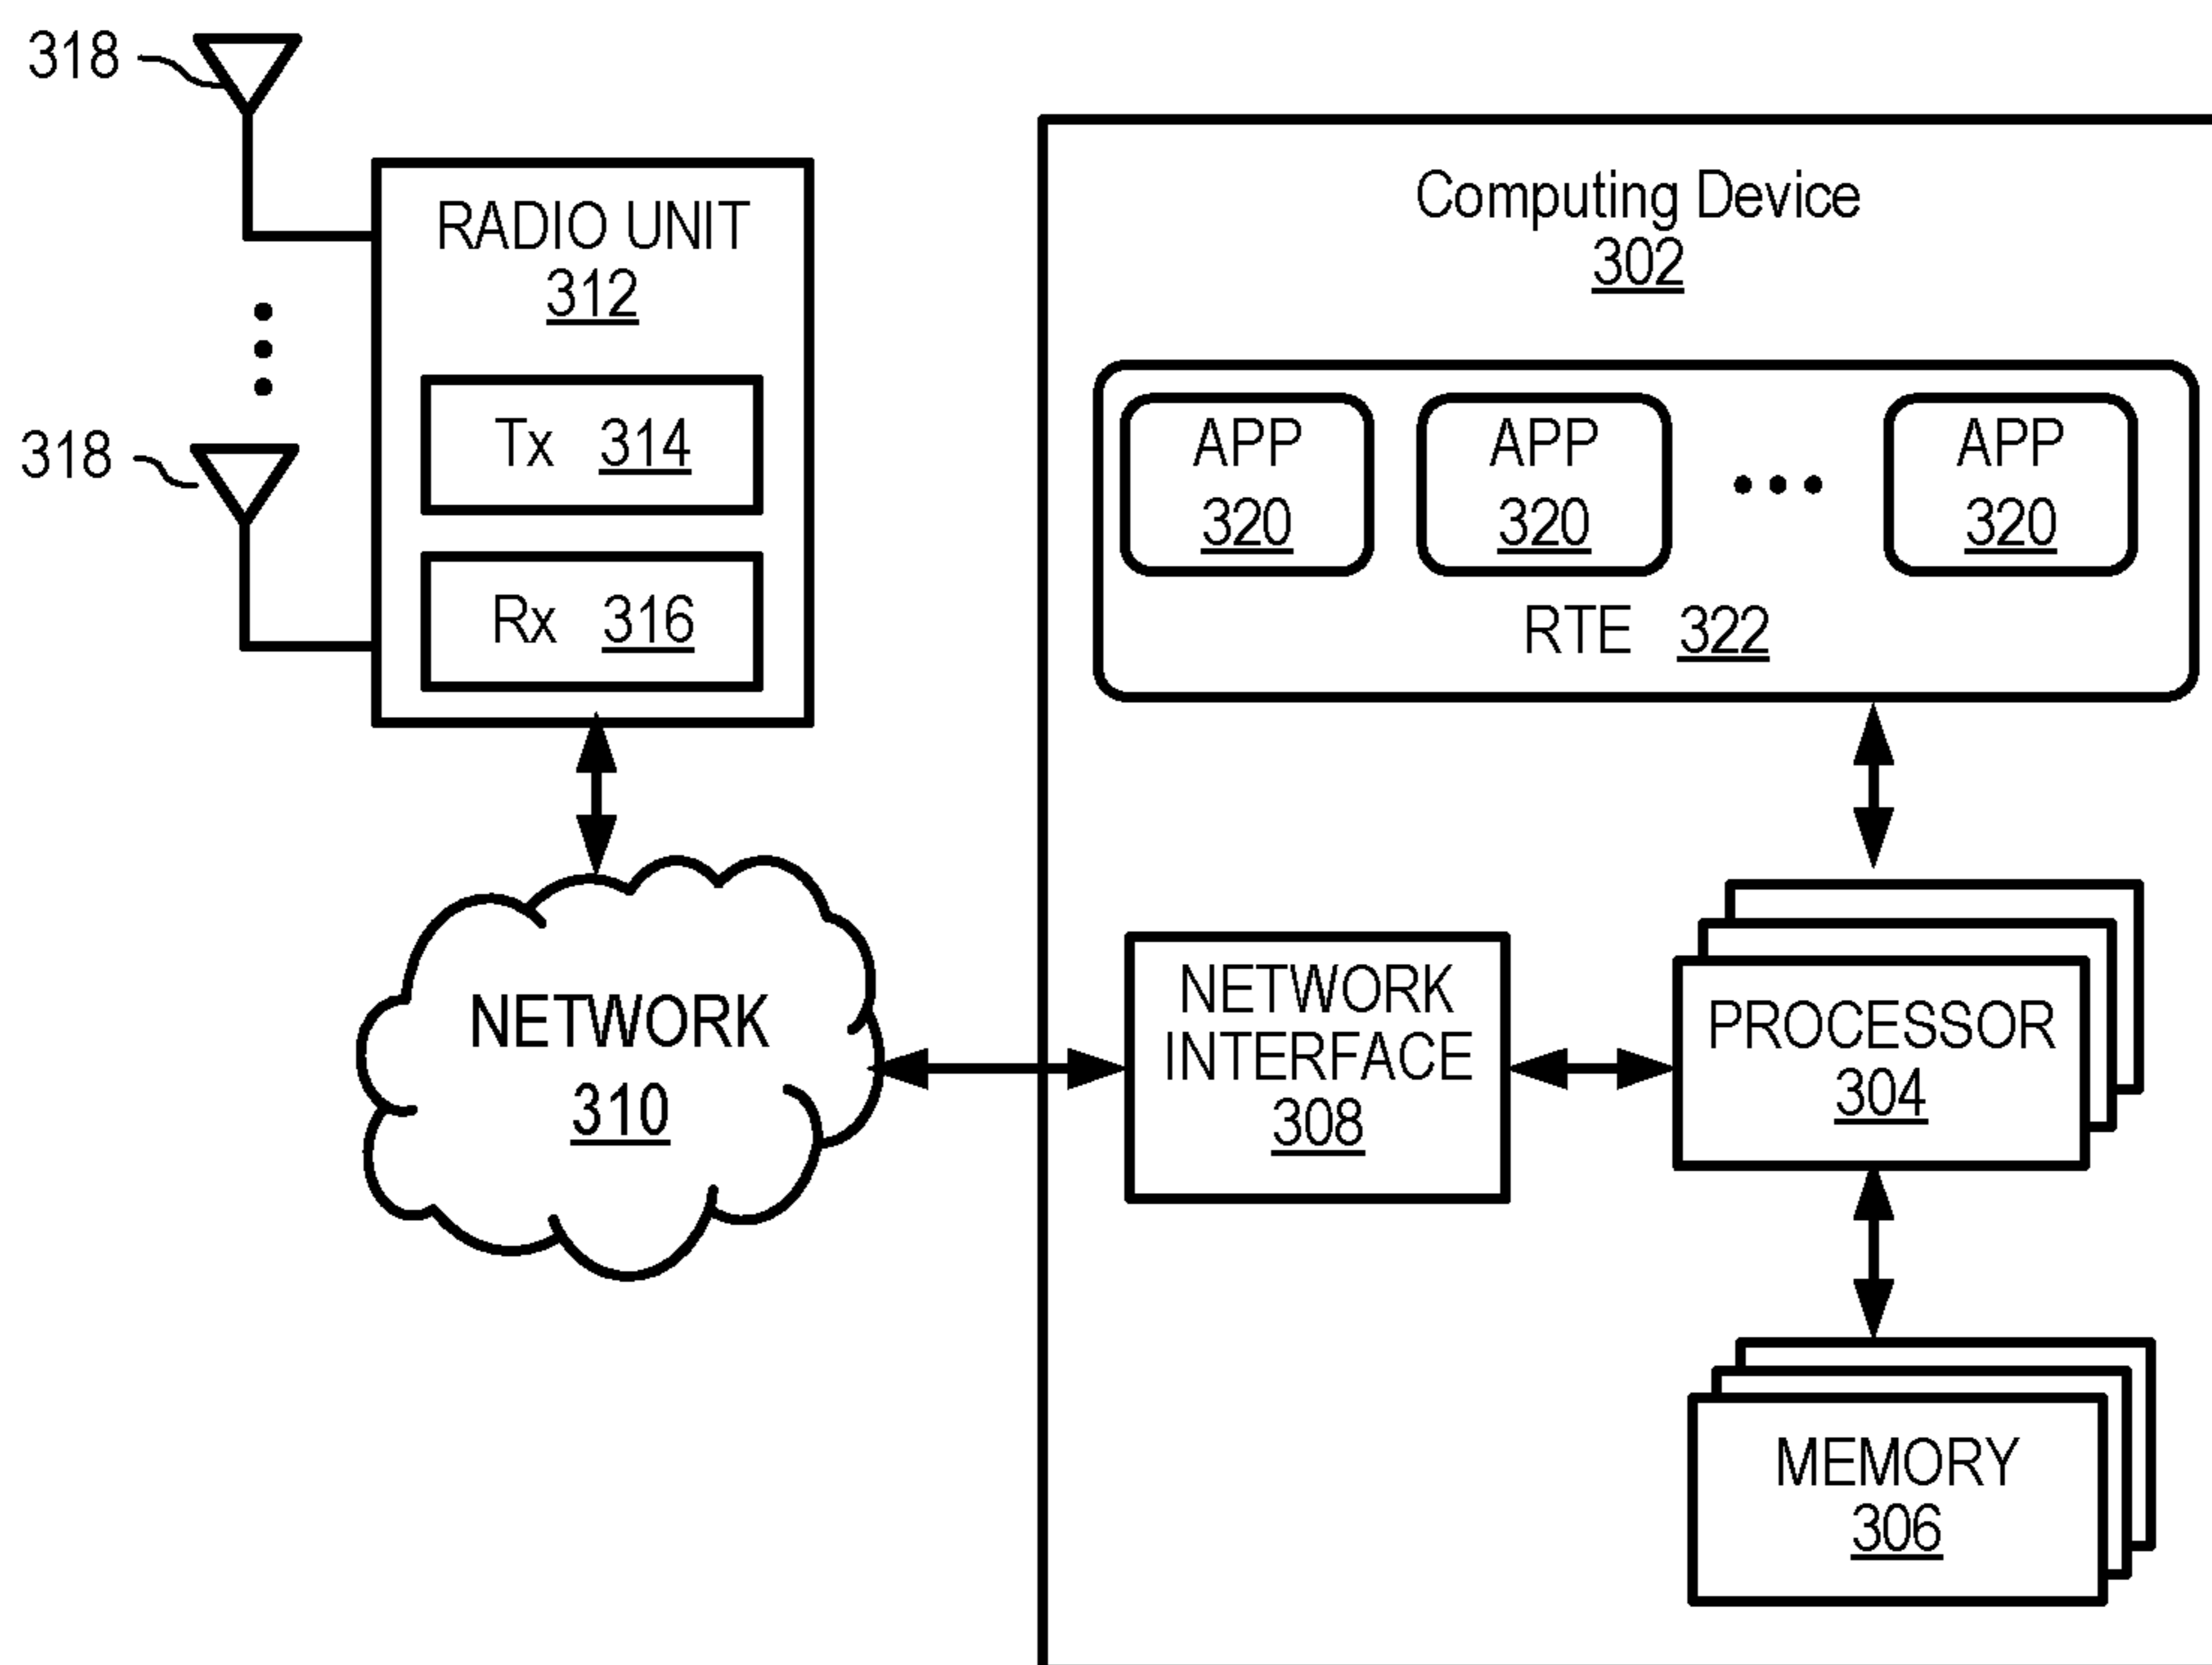 318
RADIO UNIT
312
Tx 314
Rx 316
318
NETWORK
310
Computing Device
302
APP
320
APP
320
APP
320
RTE 322
NETWORK
INTERFACE
308
PROCESSOR
304
MEMORY
306